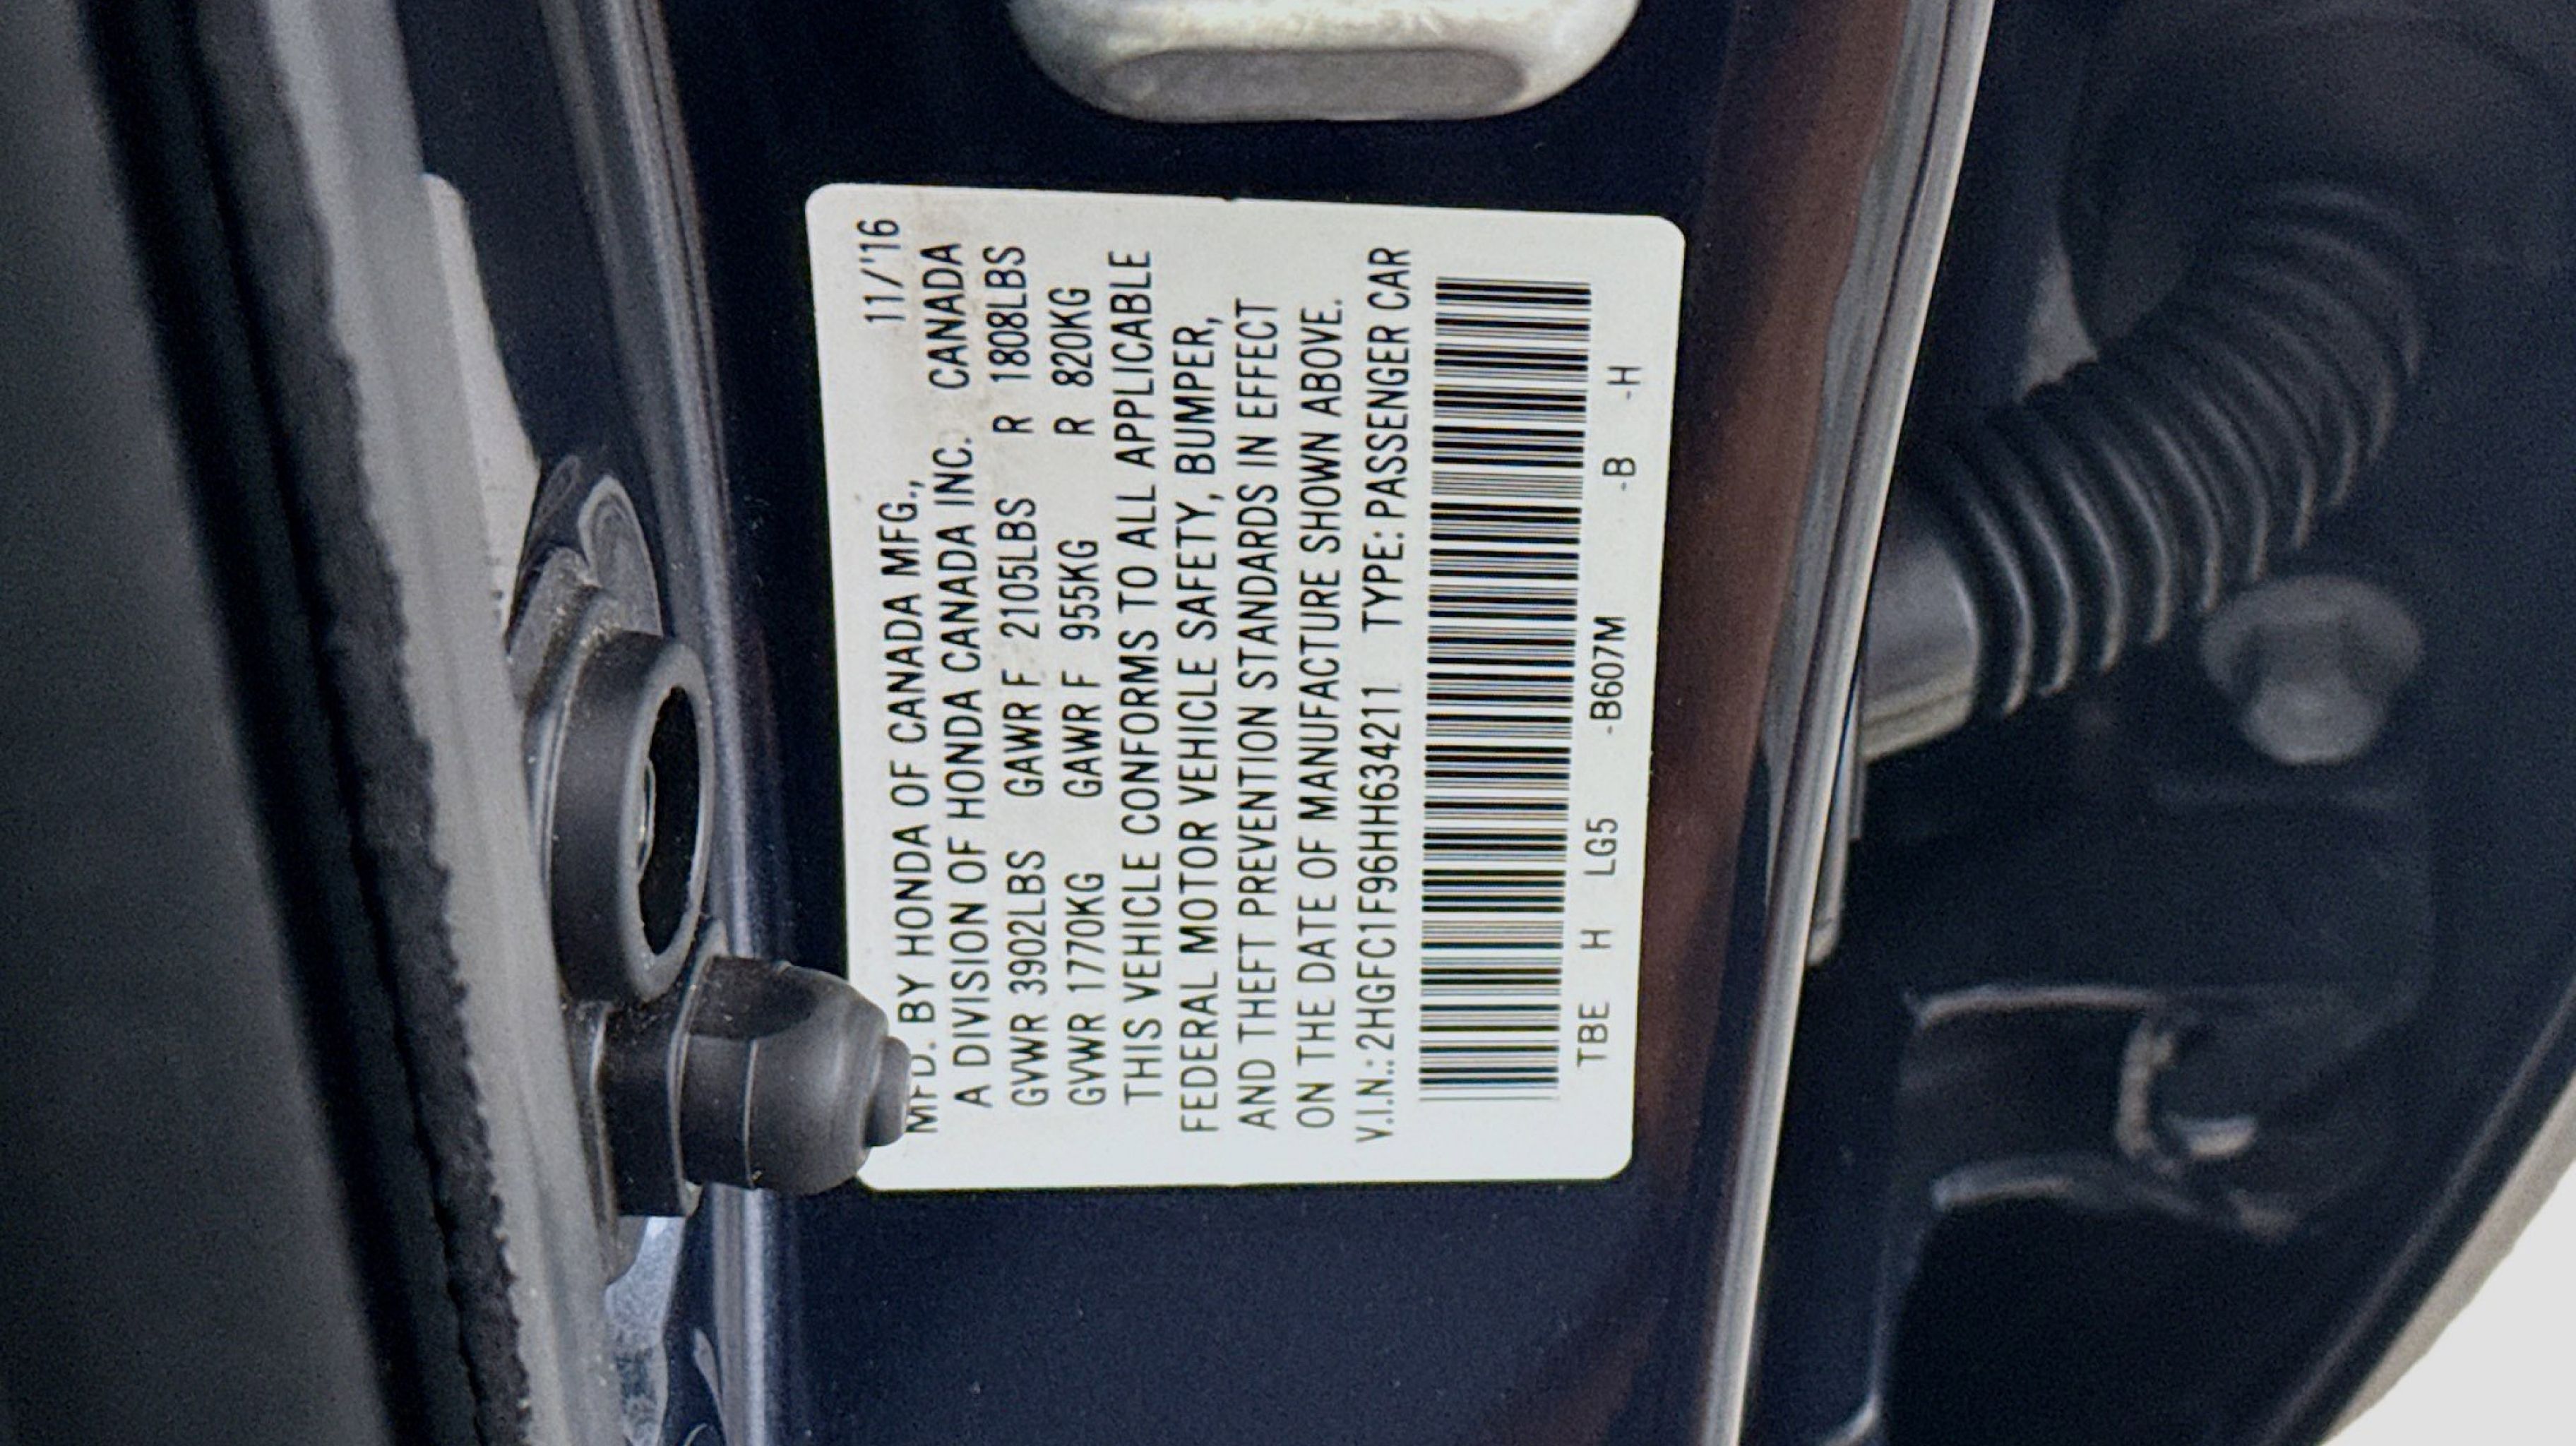 11/'16
MFD. BY HONDA OF CANADA MFG.,
A DIVISION OF HONDA CANADA INC. CANADA
GVWR 3902LBS GAWR F 2105LBS R 1808LBS
GVWR 1770KG GAWR F 955KG R 820KG
THIS VEHICLE CONFORMS TO ALL APPLICABLE
FEDERAL MOTOR VEHICLE SAFETY, BUMPER,
AND THEFT PREVENTION STANDARDS IN EFFECT
ON THE DATE OF MANUFACTURE SHOWN ABOVE.
V.I.N.: 2HGFC1F96HH634211 TYPE: PASSENGER CAR
TBE H LG5 -B607M -B -H